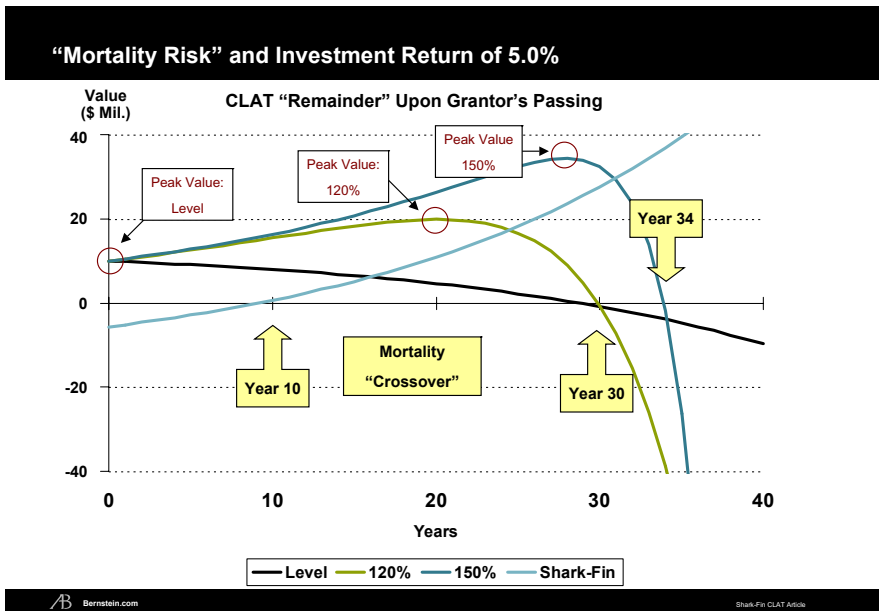 “Mortality Risk” and Investment Return of 5.0%
Value
($ Mil.)
CLAT “Remainder” Upon Grantor’s Passing
40
20
0
-20
-40
Peak Value:
Level
Peak Value:
120%
Peak Value
150%
Year 34
Year 10
Mortality
“Crossover”
Year 30
0 10 20 30 40
Years
Level 120% 150% Shark-Fin
AB Bernstein.com
Shark-Fin CLAT Article